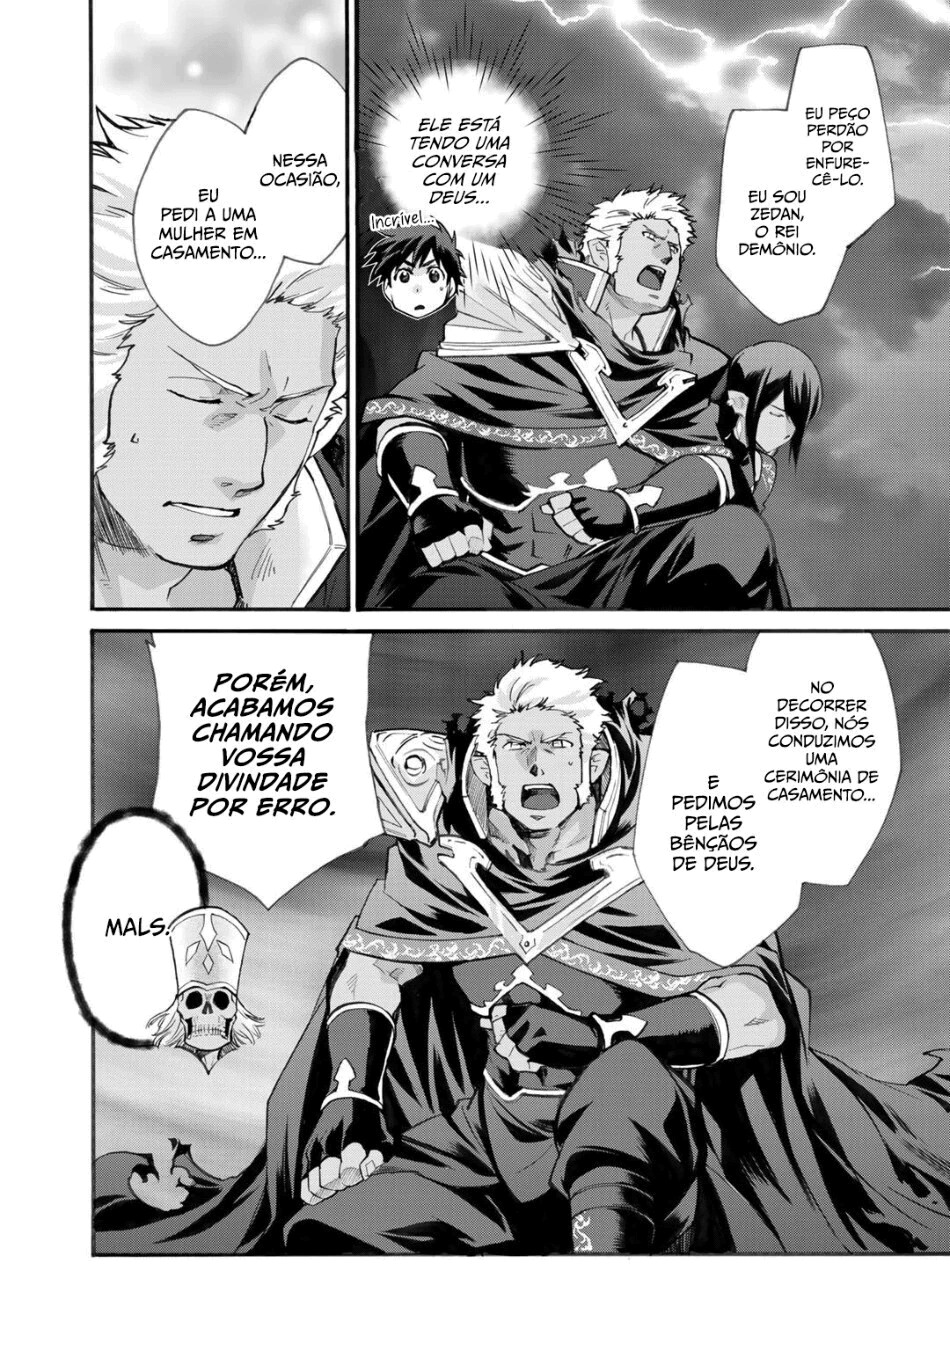 EU PEÇO
PERDÃO
POR
ENFURE-
CÊ-LO.
EU SOU
ZEDAN,
O REI
DEMÔNIO.
ELE ESTÁ
TENDO UMA
CONVERSA
COM UM
DEUS...
Incrível...
NESSA
OCASIÃO,
EU
PEDI A UMA
MULHER EM
CASAMENTO...
NO
DECORRER
DISSO, NÓS
CONDUZIMOS
UMA
CERIMÔNIA DE
CASAMENTO...
E
PEDIMOS
PELAS
BÊNÇÃOS
DE DEUS.
PORÉM,
ACABAMOS
CHAMANDO
VOSSA
DIVINDADE
POR ERRO.
MALS.